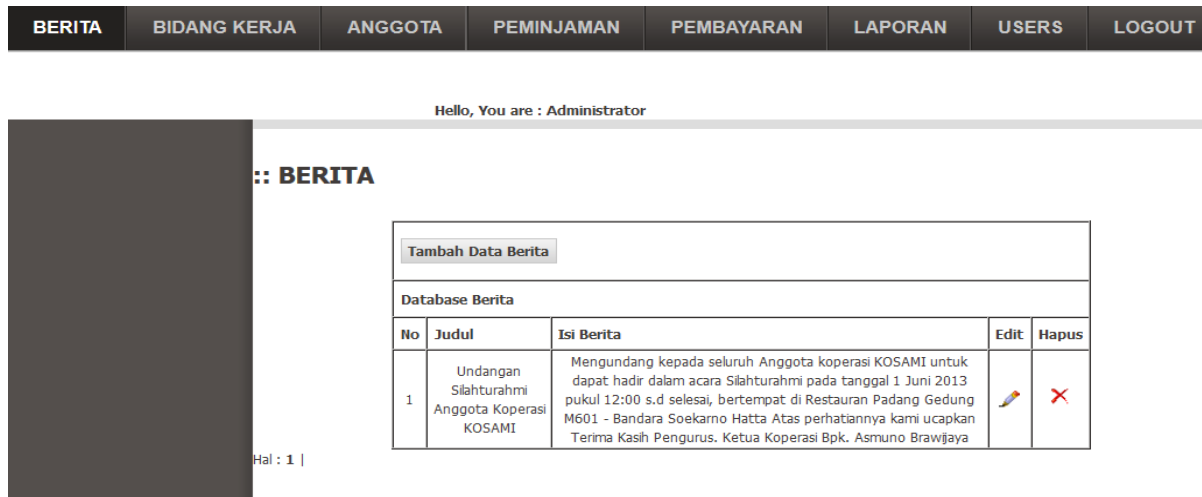 BERITA BIDANG KERJA ANGGOTA PEMINJAMAN PEMBAYARAN LAPORAN USERS LOGOUT
Hello, You are : Administrator
:: BERITA
Tambah Data Berita
Database Berita
No Judul Isi Berita Edit Hapus
1
Undangan
Silahturahmi
Anggota Koperasi
KOSAMI
Mengundang kepada seluruh Anggota koperasi KOSAMI untuk
dapat hadir dalam acara Silahturahmi pada tanggal 1 Juni 2013
pukul 12:00 s.d selesai, bertempat di Restauran Padang Gedung
M601 - Bandara Soekarno Hatta Atas perhatiannya kami ucapkan
Terima Kasih Pengurus. Ketua Koperasi Bpk. Asmuno Brawijaya
Hal : 1 |